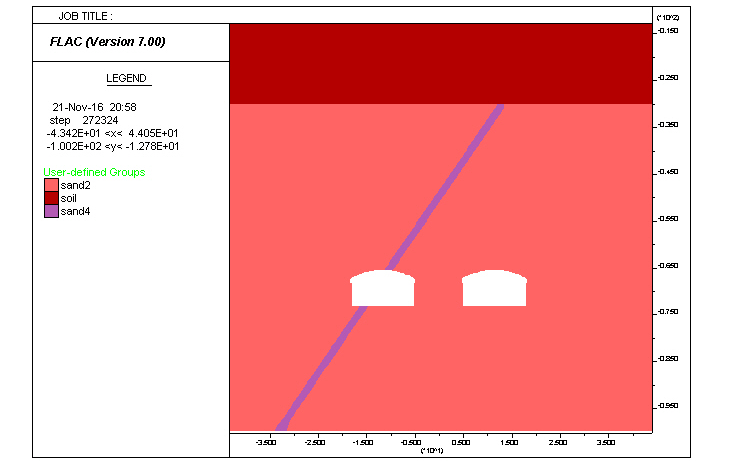 JOB TITLE :
FLAC (Version 7.00)
LEGEND
21-Nov-16 20:58
step 272324
-4.342E+01 <x< 4.405E+01
-1.002E+02 <y< -1.278E+01
User-defined Groups
sand2
soil
sand4
(*10^2)
-0.150
-0.250
-0.350
-0.450
-0.550
-0.650
-0.750
-0.850
-0.950
-3.500 -2.500 -1.500 -0.500 0.500 1.500 2.500 3.500
(*10^1)